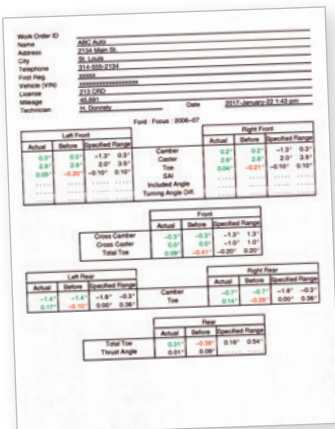 Work Order ID
Name ABC Auto
Address 2134 Main St.
City St. Louis
Telephone 314-555-2134
First Reg. xxxxx
Vehicle (VIN) xxxxxxxxxxxxxxxxx
License 213 CRD
Mileage 45,881
Technician H. Donnely Date 2017-January-22 1:43 pm
Ford : Focus : 2006–07
Left Front Right Front
Actual Before Specified Range Actual Before Specified Range
0.0° 0.0° –1.3° 0.3° Camber 0.2° 0.2° –1.3° 0.3°
2.6° 2.6° 2.0° 3.5° Caster 2.6° 2.6° 2.0° 3.5°
0.05° –0.20° –0.10° 0.10° Toe 0.04° –0.21° –0.10° 0.10°
SAI
Included Angle
Turning Angle Diff.
Front
Actual Before Specified Range
Cross Camber –0.3° –0.3° –1.3° 1.3°
Cross Caster 0.0° 0.0° –1.0° 1.0°
Total Toe 0.09° –0.41° –0.20° 0.20°
Left Rear Right Rear
Actual Before Specified Range Actual Before Specified Range
–1.4° –1.4° –1.8° –0.3° Camber –0.7° –0.7° –1.8° –0.3°
0.17° –0.10° 0.00° 0.36° Toe 0.14° –0.28° 0.00° 0.36°
Rear
Actual Before Specified Range
Total Toe 0.31° –0.38° 0.18° 0.54°
Thrust Angle 0.01° 0.09°